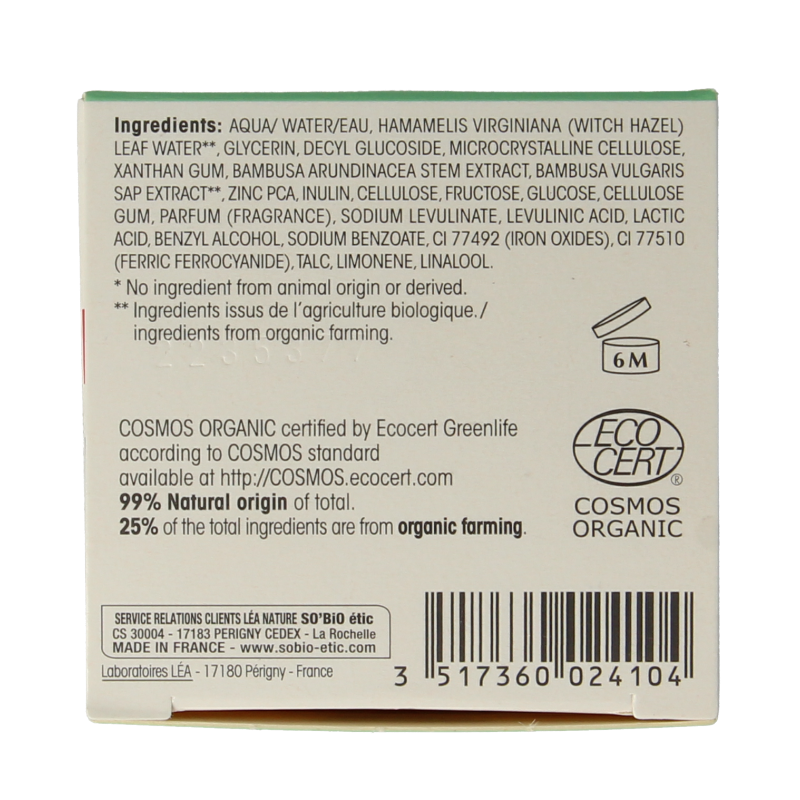 Ingredients: AQUA/ WATER/EAU, HAMAMELIS VIRGINIANA (WITCH HAZEL)
LEAF WATER**, GLYCERIN, DECYL GLUCOSIDE, MICROCRYSTALLINE CELLULOSE,
XANTHAN GUM, BAMBUSA ARUNDINACEA STEM EXTRACT, BAMBUSA VULGARIS
SAP EXTRACT**, ZINC PCA, INULIN, CELLULOSE, FRUCTOSE, GLUCOSE, CELLULOSE
GUM, PARFUM (FRAGRANCE), SODIUM LEVULINATE, LEVULINIC ACID, LACTIC
ACID, BENZYL ALCOHOL, SODIUM BENZOATE, CI 77492 (IRON OXIDES), CI 77510
(FERRIC FERROCYANIDE), TALC, LIMONENE, LINALOOL.
* No ingredient from animal origin or derived.
** Ingredients issus de l'agriculture biologique./
ingredients from organic farming.
6 M
COSMOS ORGANIC certified by Ecocert Greenlife
according to COSMOS standard
available at http://COSMOS.ecocert.com
99% Natural origin of total.
25% of the total ingredients are from organic farming.
ECO
CERT®
COSMOS
ORGANIC
SERVICE RELATIONS CLIENTS LÉA NATURE SO'BiO étic
CS 30004 - 17183 PERIGNY CEDEX - La Rochelle
MADE IN FRANCE - www.sobio-etic.com
Laboratoires LÉA - 17180 Périgny - France
3 517360 024104